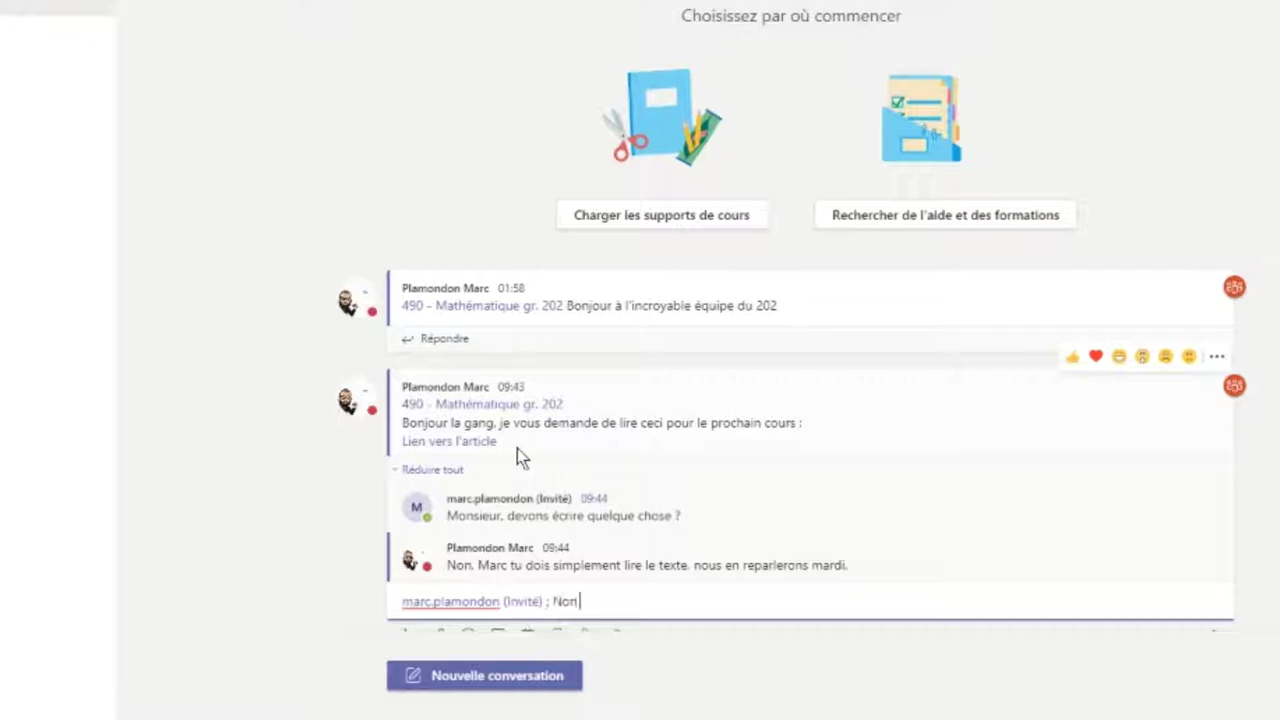 Choisissez par où commencer
Charger les supports de cours
Rechercher de l'aide et des formations
Plamondon Marc 01:58
490 - Mathématique gr. 202 Bonjour à l'incroyable équipe du 202
Répondre
Plamondon Marc 09:43
490 - Mathématique gr. 202
Bonjour la gang, je vous demande de lire ceci pour le prochain cours :
Lien vers l'article
Réduire tout
M
marc.plamondon (Invité) 09:44
Monsieur, devons écrire quelque chose ?
Plamondon Marc 09:44
Non, Marc tu dois simplement lire le texte, nous en reparlerons mardi.
marc.plamondon (Invité) ; Non
Nouvelle conversation